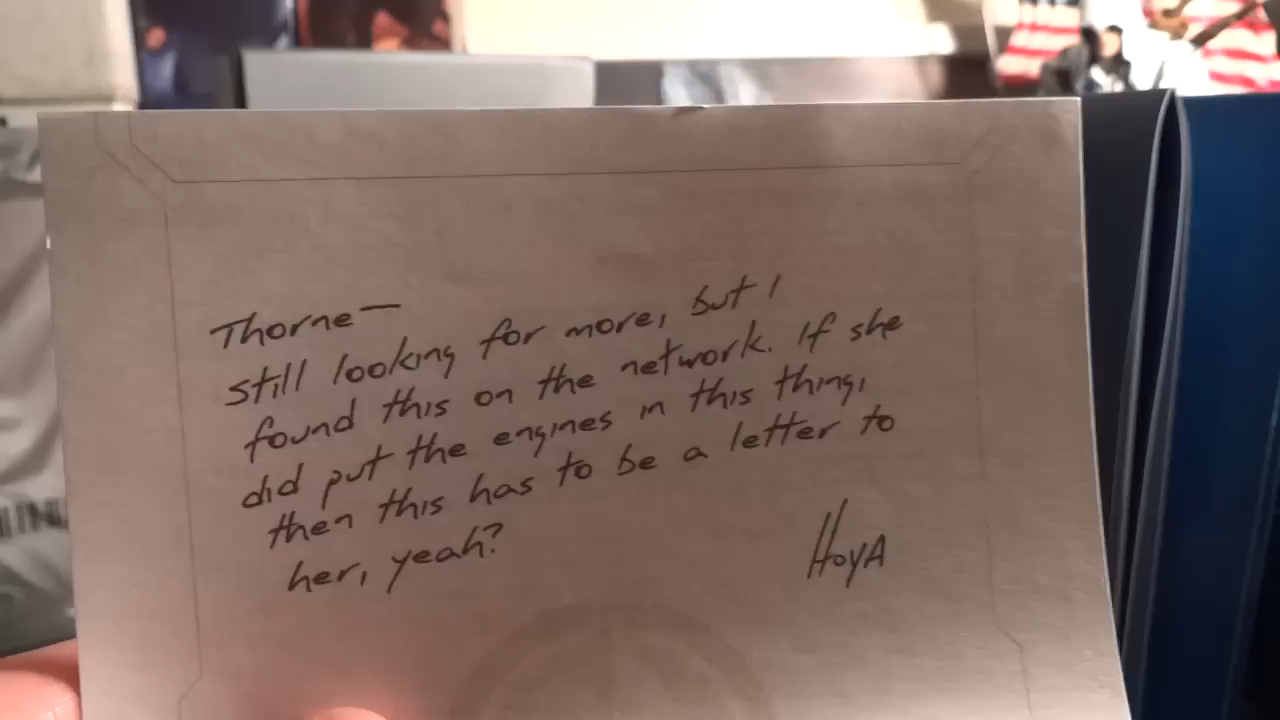 Thorne—
still looking for more, but I
found this on the network. If she
did put the engines in this thing,
then this has to be a letter to
her, yeah?
HoyA